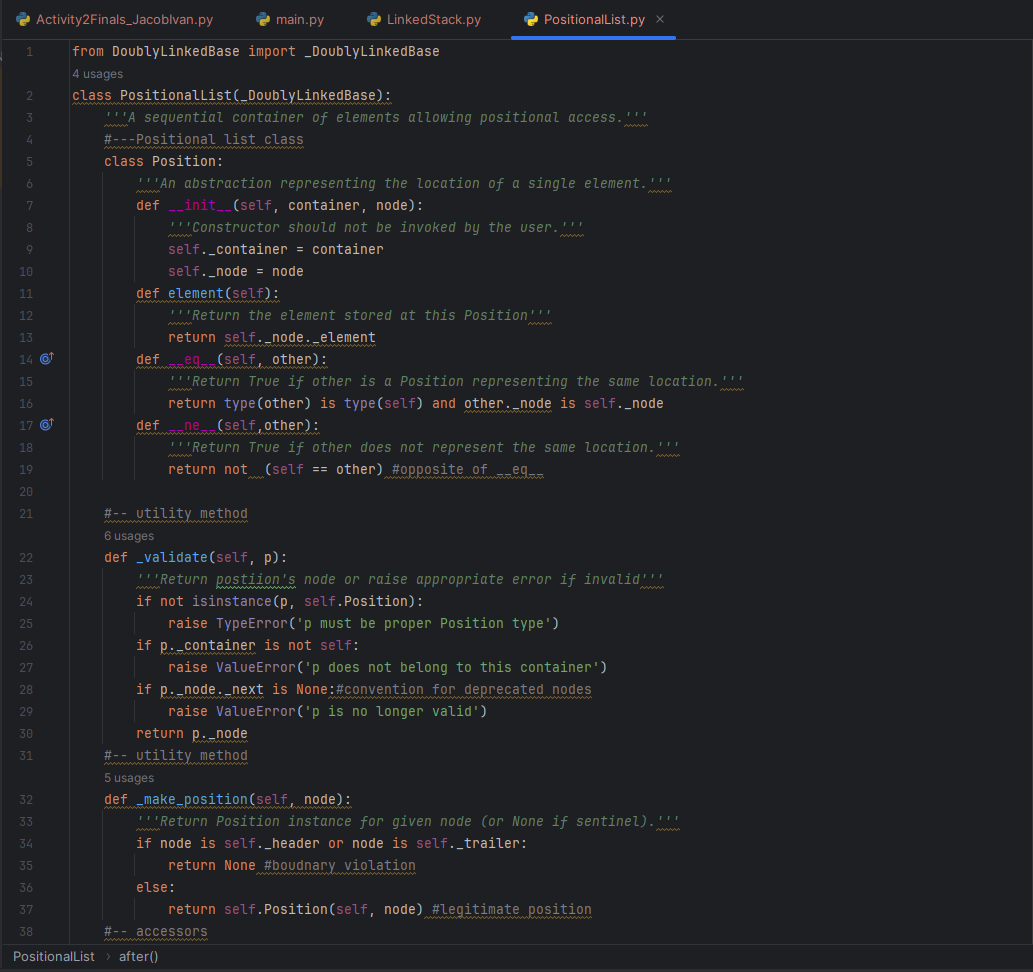 Activity2Finals_JacobIvan.py main.py LinkedStack.py PositionalList.py ×
1 from DoublyLinkedBase import _DoublyLinkedBase
4 usages
2 class PositionalList(_DoublyLinkedBase):
3 '''A sequential container of elements allowing positional access.'''
4 #---Positional list class
5 class Position:
6 '''An abstraction representing the location of a single element.'''
7 def __init__(self, container, node):
8 '''Constructor should not be invoked by the user.'''
9 self._container = container
10 self._node = node
11 def element(self):
12 '''Return the element stored at this Position'''
13 return self._node._element
14 def __eq__(self, other):
15 '''Return True if other is a Position representing the same location.'''
16 return type(other) is type(self) and other._node is self._node
17 def __ne__(self,other):
18 '''Return True if other does not represent the same location.'''
19 return not  (self == other) #opposite of __eq__
20
21 #-- utility method
6 usages
22 def _validate(self, p):
23 '''Return postiion's node or raise appropriate error if invalid'''
24 if not isinstance(p, self.Position):
25 raise TypeError('p must be proper Position type')
26 if p._container is not self:
27 raise ValueError('p does not belong to this container')
28 if p._node._next is None:#convention for deprecated nodes
29 raise ValueError('p is no longer valid')
30 return p._node
31 #-- utility method
5 usages
32 def _make_position(self, node):
33 '''Return Position instance for given node (or None if sentinel).'''
34 if node is self._header or node is self._trailer:
35 return None #boudnary violation
36 else:
37 return self.Position(self, node) #legitimate position
38 #-- accessors
PositionalList › after()